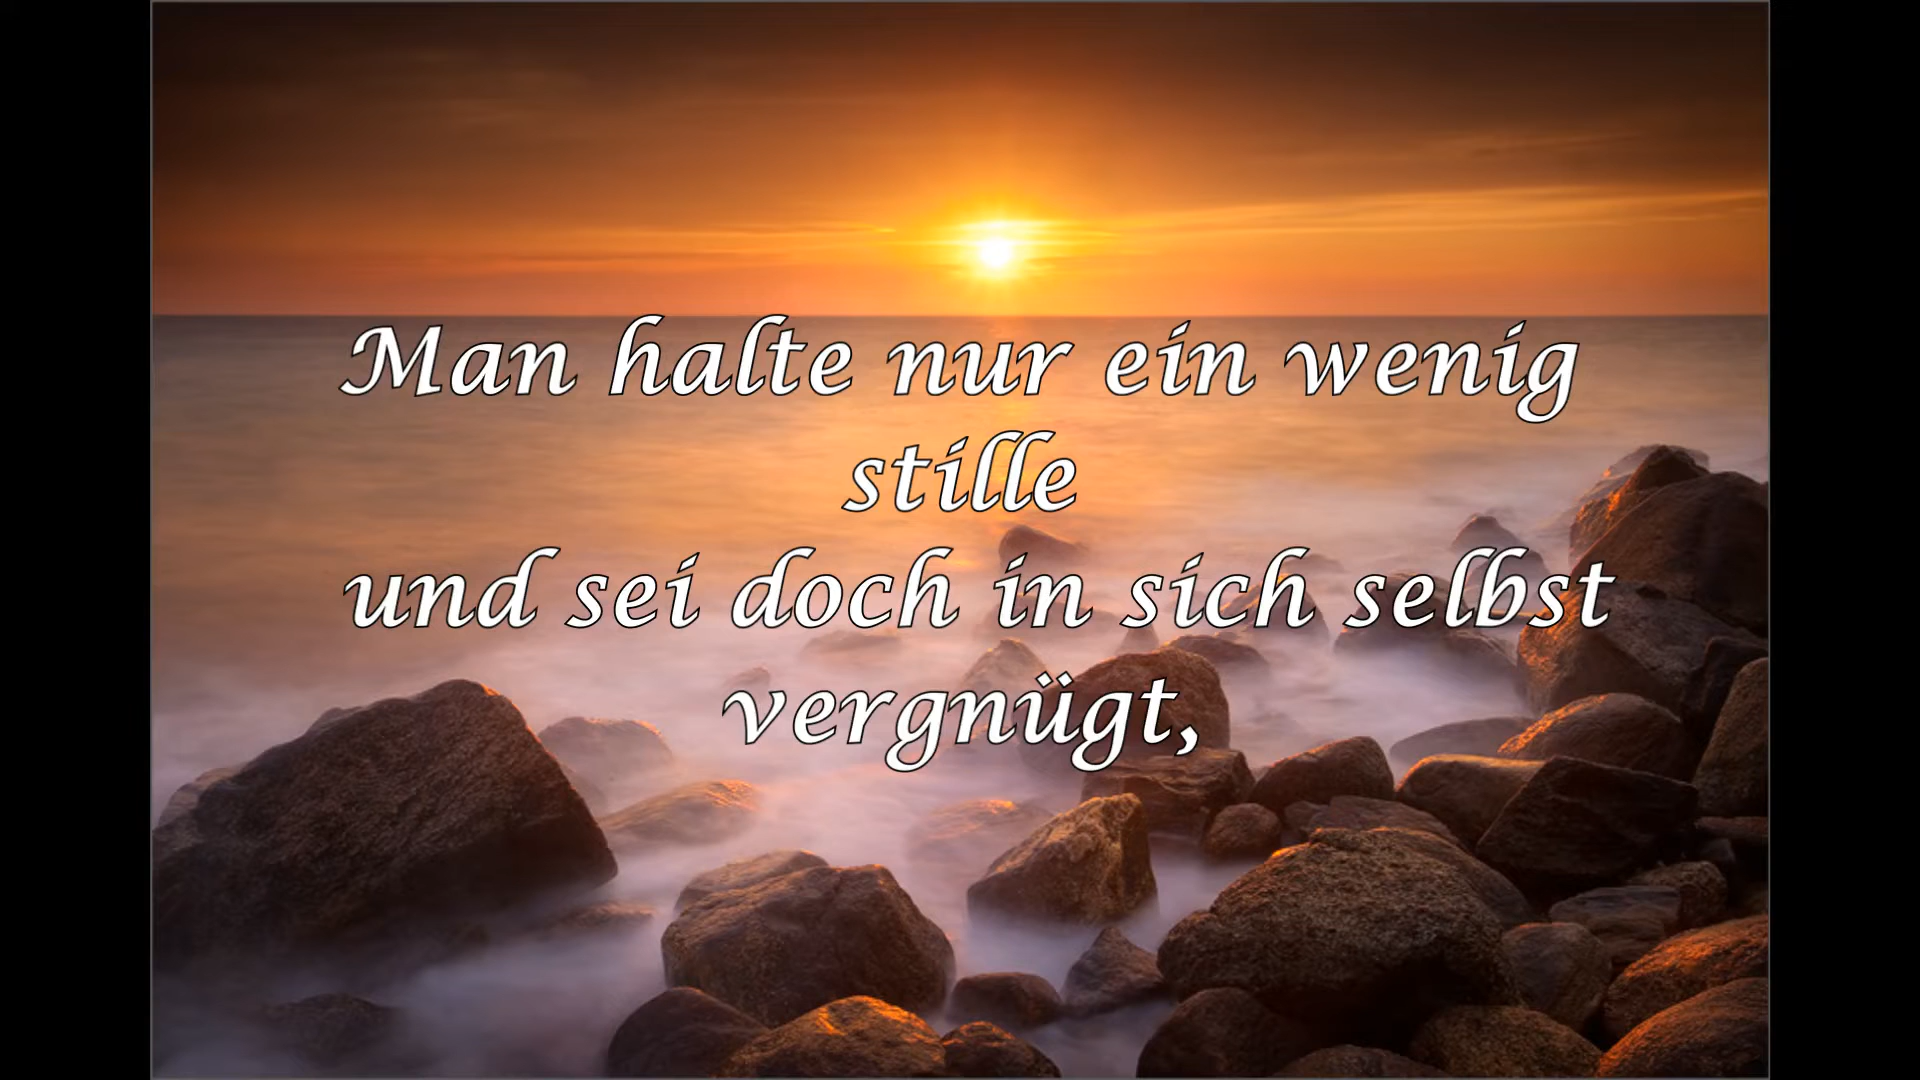 Man halte nur ein wenig
stille
und sei doch in sich selbst
vergnügt,